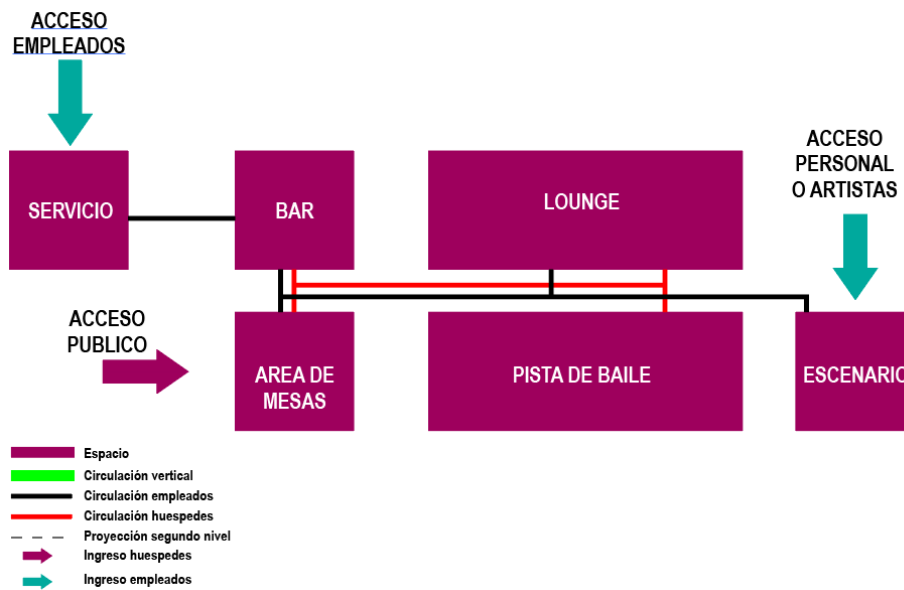 ACCESO
EMPLEADOS
ACCESO
PERSONAL
O ARTISTAS
SERVICIO
BAR
LOUNGE
ACCESO
PUBLICO
AREA DE
MESAS
PISTA DE BAILE
ESCENARIO
Espacio
Circulación vertical
Circulación empleados
Circulación huespedes
Proyección segundo nivel
Ingreso huespedes
Ingreso empleados